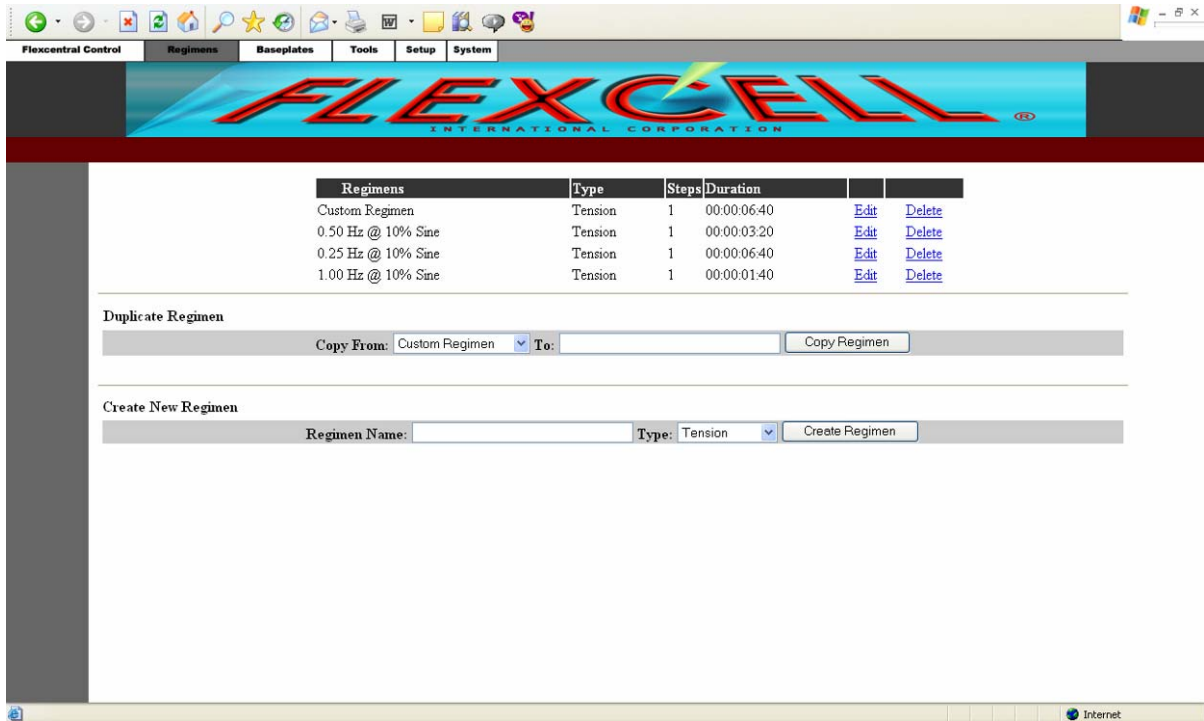 Flexcentral Control Regimens Baseplates Tools Setup System
FLEXCELL ®
INTERNATIONAL CORPORATION
Regimens Type Steps Duration
Custom Regimen Tension 1 00:00:06:40 Edit Delete
0.50 Hz @ 10% Sine Tension 1 00:00:03:20 Edit Delete
0.25 Hz @ 10% Sine Tension 1 00:00:06:40 Edit Delete
1.00 Hz @ 10% Sine Tension 1 00:00:01:40 Edit Delete
Duplicate Regimen
Copy From: Custom Regimen To: Copy Regimen
Create New Regimen
Regimen Name: Type: Tension Create Regimen
Internet